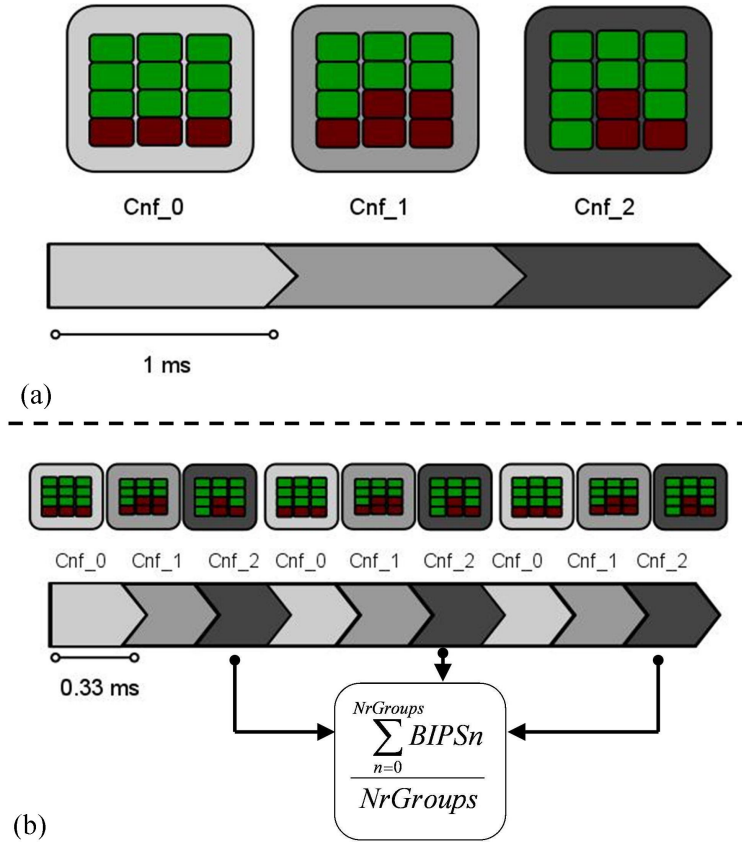 Cnf_0 Cnf_1 Cnf_2
1 ms
(a)
Cnf_0 Cnf_1 Cnf_2 Cnf_0 Cnf_1 Cnf_2 Cnf_0 Cnf_1 Cnf_2
0.33 ms
NrGroups
∑ BIPSn
n=0
NrGroups
(b)